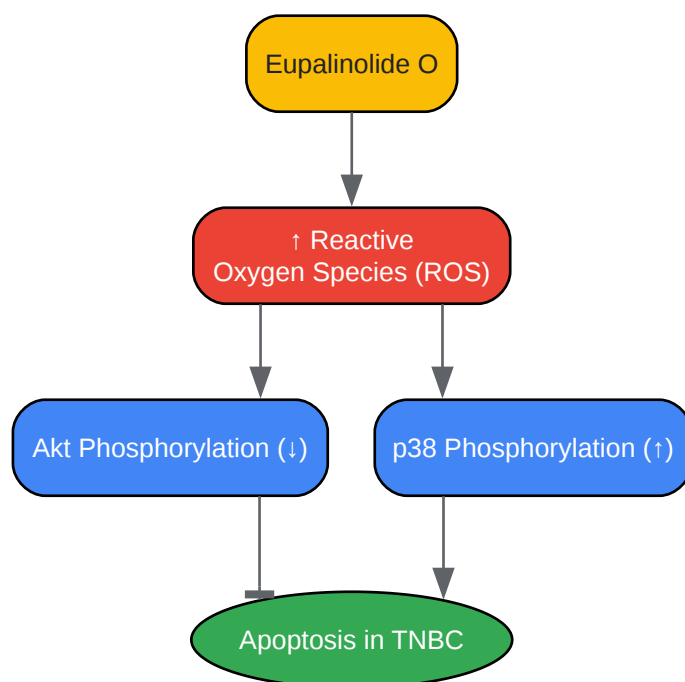 Eupalinolide O
↑ Reactive
Oxygen Species (ROS)
Akt Phosphorylation (↓)
p38 Phosphorylation (↑)
Apoptosis in TNBC